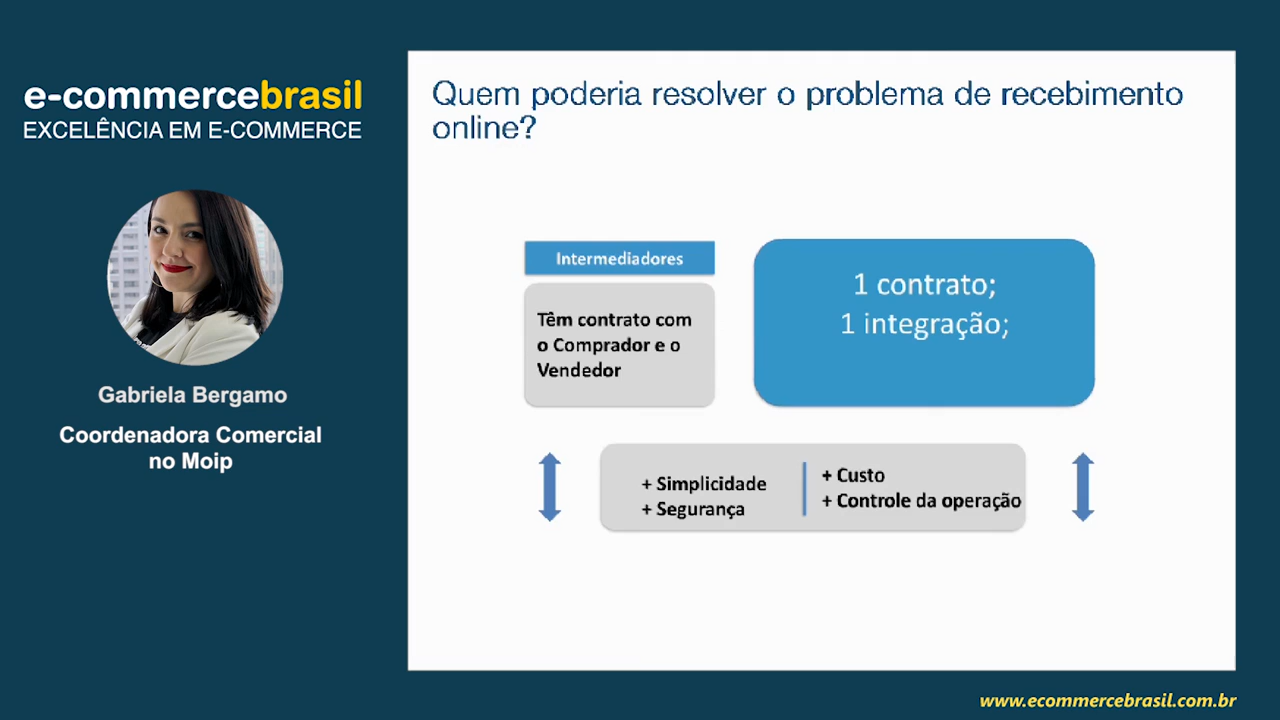 e-commercebrasil
EXCELÊNCIA EM E-COMMERCE
Gabriela Bergamo
Coordenadora Comercial
no Moip
Quem poderia resolver o problema de recebimento
online?
Intermediadores
Têm contrato com
o Comprador e o
Vendedor
1 contrato;
1 integração;
+ Simplicidade
+ Segurança
+ Custo
+ Controle da operação
www.ecommercebrasil.com.br